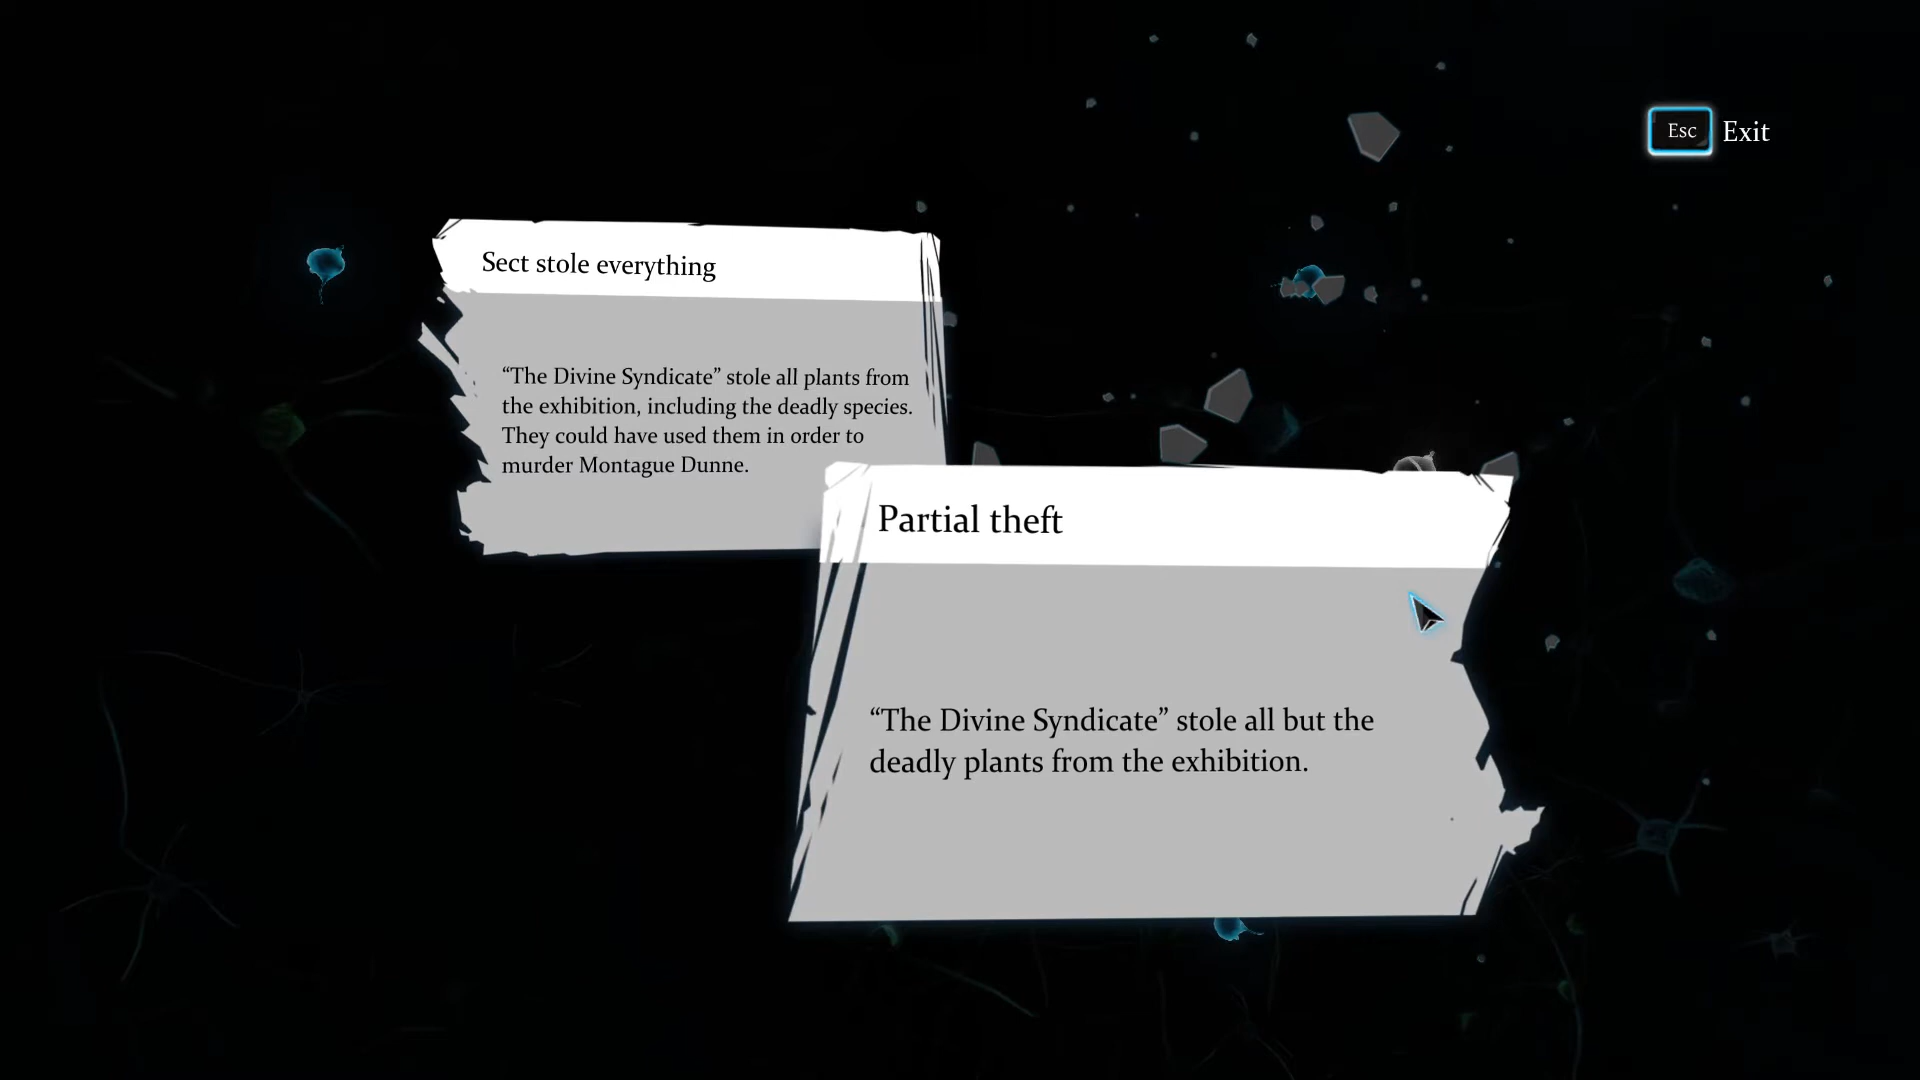 Esc Exit
Sect stole everything
“The Divine Syndicate” stole all plants from
the exhibition, including the deadly species.
They could have used them in order to
murder Montague Dunne.
Partial theft
“The Divine Syndicate” stole all but the
deadly plants from the exhibition.